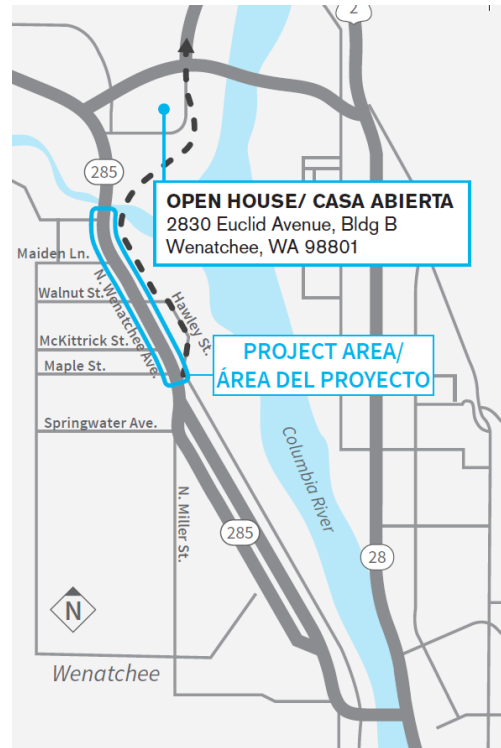 2
285
OPEN HOUSE/ CASA ABIERTA
2830 Euclid Avenue, Bldg B
Wenatchee, WA 98801
Maiden Ln.
Walnut St.
N. Wenatchee Ave.
Hawley St.
McKittrick St.
Maple St.
PROJECT AREA/
ÁREA DEL PROYECTO
Springwater Ave.
Columbia River
N. Miller St.
285
28
N
Wenatchee